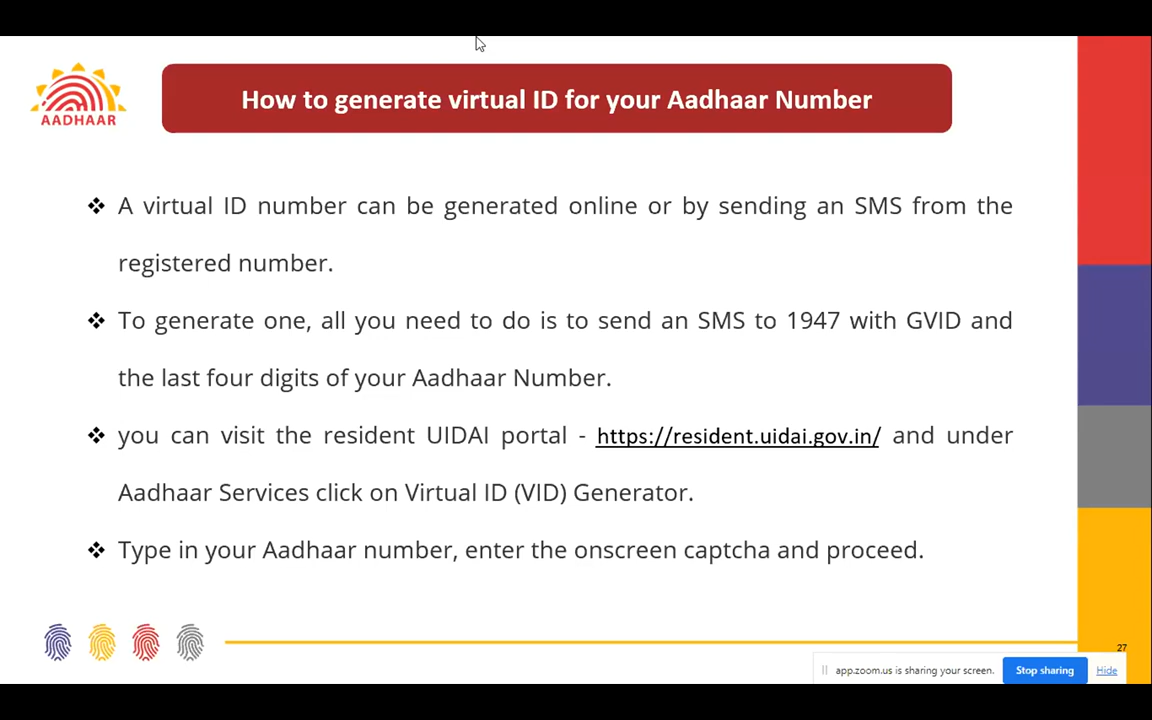 AADHAAR
How to generate virtual ID for your Aadhaar Number
❖ A virtual ID number can be generated online or by sending an SMS from the
registered number.
❖ To generate one, all you need to do is to send an SMS to 1947 with GVID and
the last four digits of your Aadhaar Number.
❖ you can visit the resident UIDAI portal - https://resident.uidai.gov.in/ and under
Aadhaar Services click on Virtual ID (VID) Generator.
❖ Type in your Aadhaar number, enter the onscreen captcha and proceed.
27
app.zoom.us is sharing your screen. Stop sharing Hide